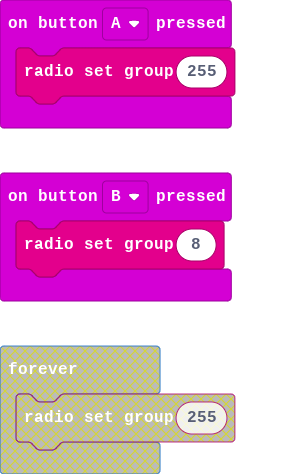 on button A pressed
radio set group 255
on button B pressed
radio set group 8
forever
radio set group 255